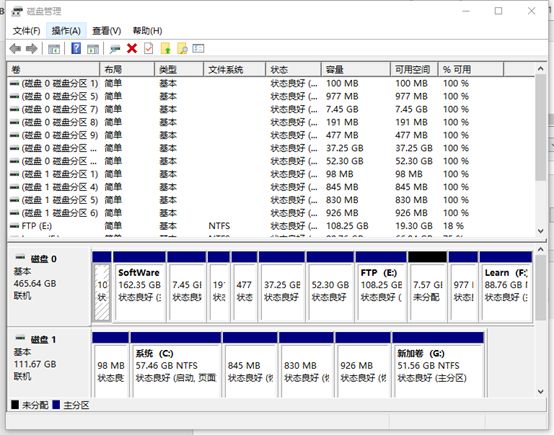 磁盘管理
文件(F) 操作(A) 查看(V) 帮助(H)
卷 布局 类型 文件系统 状态 容量 可用空间 % 可用
(磁盘 0 磁盘分区 1) 简单 基本 状态良好 (... 100 MB 100 MB 100 %
(磁盘 0 磁盘分区 5) 简单 基本 状态良好 (... 977 MB 977 MB 100 %
(磁盘 0 磁盘分区 7) 简单 基本 状态良好 (... 7.45 GB 7.45 GB 100 %
(磁盘 0 磁盘分区 8) 简单 基本 状态良好 (... 191 MB 191 MB 100 %
(磁盘 0 磁盘分区 9) 简单 基本 状态良好 (... 477 MB 477 MB 100 %
(磁盘 0 磁盘分区 ... 简单 基本 状态良好 (... 37.25 GB 37.25 GB 100 %
(磁盘 0 磁盘分区 ... 简单 基本 状态良好 (... 52.30 GB 52.30 GB 100 %
(磁盘 1 磁盘分区 1) 简单 基本 状态良好 (... 98 MB 98 MB 100 %
(磁盘 1 磁盘分区 4) 简单 基本 状态良好 (... 845 MB 845 MB 100 %
(磁盘 1 磁盘分区 5) 简单 基本 状态良好 (... 830 MB 830 MB 100 %
(磁盘 1 磁盘分区 6) 简单 基本 状态良好 (... 926 MB 926 MB 100 %
FTP (E:) 简单 基本 NTFS 状态良好 (... 108.25 GB 19.30 GB 18 %
磁盘 0
基本
465.64 GB
联机
10
状态
SoftWare
162.35 GB
状态良好 (
7.45 G
状态良
19
状态
477
状态
37.25 GB
状态良好
52.30 GB
状态良好
FTP (E:)
108.25 GB
状态良好 (
7.57 G
未分配
977
状态
Learn (F:
88.76 GB
状态良好
磁盘 1
基本
111.67 GB
联机
98 MB
状态良
系统 (C:)
57.46 GB NTFS
状态良好 (启动, 页面
845 MB
状态良好
830 MB
状态良好
926 MB
状态良好
新加卷 (G:)
51.56 GB NTFS
状态良好 (主分区)
未分配 主分区